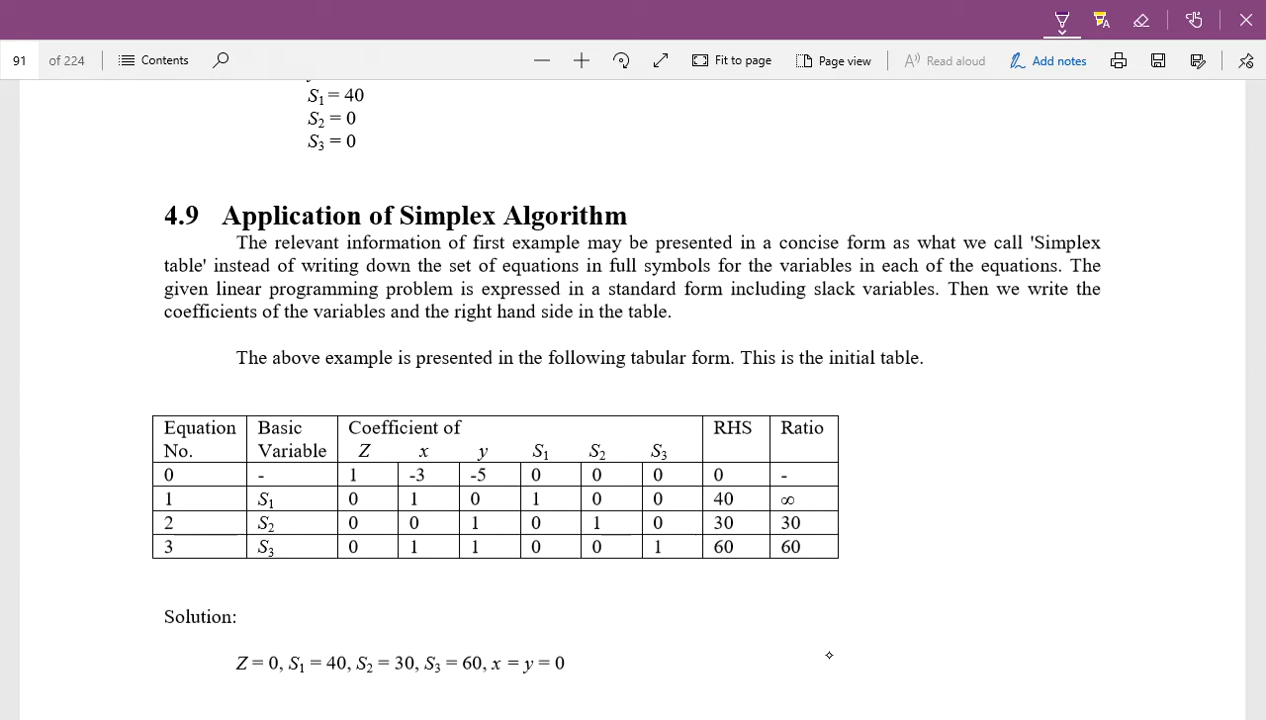 91 of 224 Contents Fit to page Page view Read aloud Add notes
S1 = 40
S2 = 0
S3 = 0
4.9 Application of Simplex Algorithm
The relevant information of first example may be presented in a concise form as what we call 'Simplex
table' instead of writing down the set of equations in full symbols for the variables in each of the equations. The
given linear programming problem is expressed in a standard form including slack variables. Then we write the
coefficients of the variables and the right hand side in the table.
The above example is presented in the following tabular form. This is the initial table.
Equation Basic Coefficient of RHS Ratio
No. Variable Z x y S1 S2 S3
0 - 1 -3 -5 0 0 0 0 -
1 S1 0 1 0 1 0 0 40 ∞
2 S2 0 0 1 0 1 0 30 30
3 S3 0 1 1 0 0 1 60 60
Solution:
Z = 0, S1 = 40, S2 = 30, S3 = 60, x = y = 0